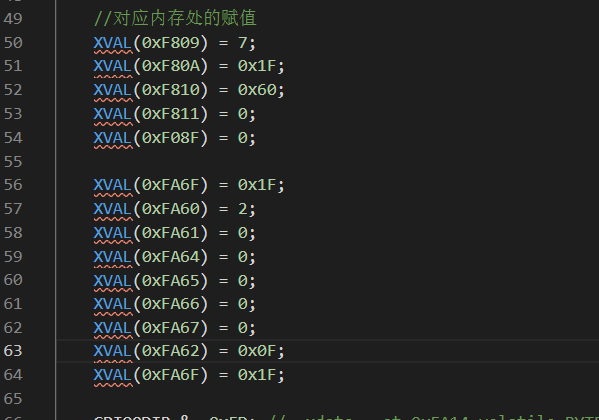 49 //对应内存处的赋值
50 XVAL(0xF809) = 7;
51 XVAL(0xF80A) = 0x1F;
52 XVAL(0xF810) = 0x60;
53 XVAL(0xF811) = 0;
54 XVAL(0xF08F) = 0;
55
56 XVAL(0xFA6F) = 0x1F;
57 XVAL(0xFA60) = 2;
58 XVAL(0xFA61) = 0;
59 XVAL(0xFA64) = 0;
60 XVAL(0xFA65) = 0;
61 XVAL(0xFA66) = 0;
62 XVAL(0xFA67) = 0;
63 XVAL(0xFA62) = 0x0F;
64 XVAL(0xFA6F) = 0x1F;
65